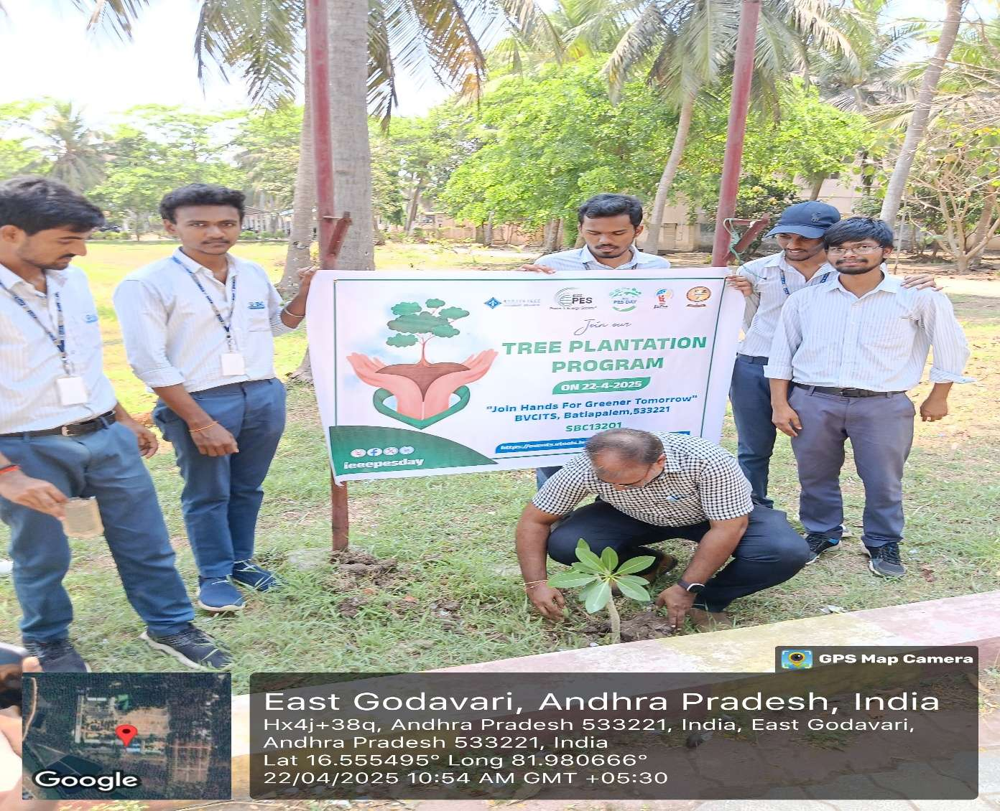 PES
Power & Energy Society
PES DAY
Join our
TREE PLANTATION
PROGRAM
ON 22-4-2025
"Join Hands For Greener Tomorrow"
BVCITS, Batlapalem,533221
SBC13201
https://events.vtools.
ieeepesday
GPS Map Camera
East Godavari, Andhra Pradesh, India
Hx4j+38q, Andhra Pradesh 533221, India, East Godavari,
Andhra Pradesh 533221, India
Lat 16.555495° Long 81.980666°
22/04/2025 10:54 AM GMT +05:30
Google